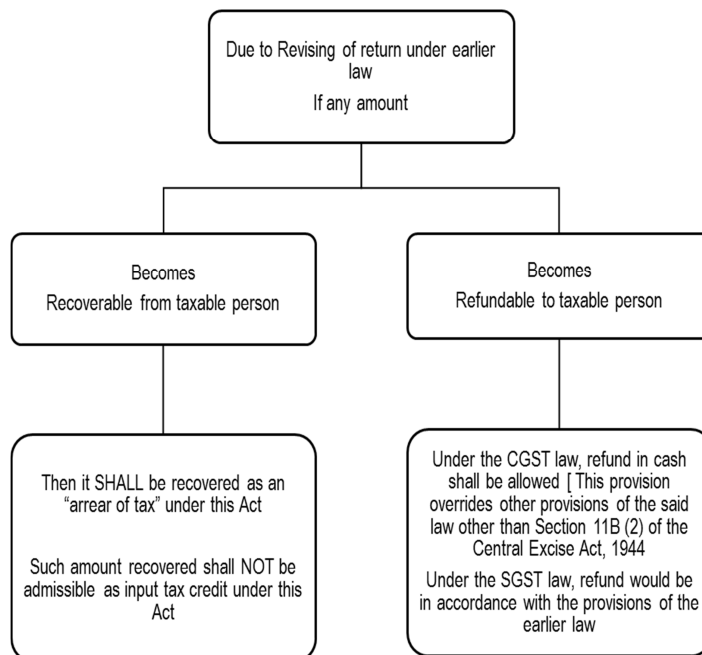 Due to Revising of return under earlier
law
If any amount
Becomes
Recoverable from taxable person
Becomes
Refundable to taxable person
Then it SHALL be recovered as an
“arrear of tax” under this Act
Such amount recovered shall NOT be
admissible as input tax credit under this
Act
Under the CGST law, refund in cash
shall be allowed [ This provision
overrides other provisions of the said
law other than Section 11B (2) of the
Central Excise Act, 1944
Under the SGST law, refund would be
in accordance with the provisions of the
earlier law